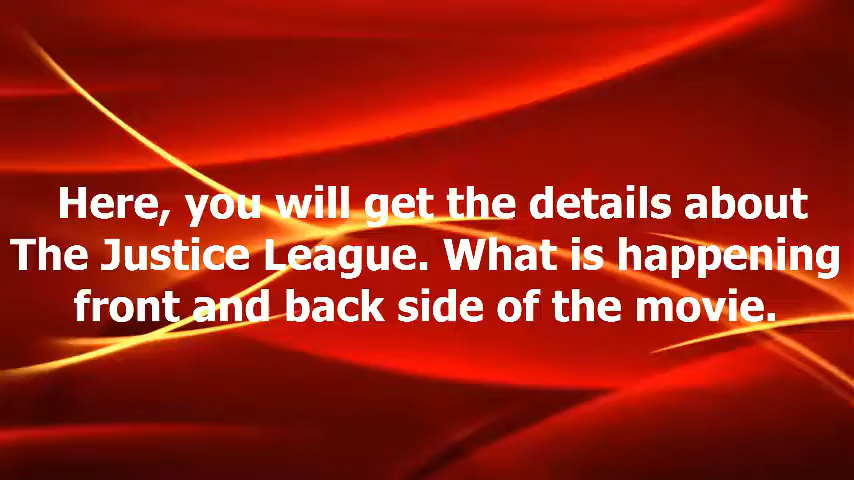 Here, you will get the details about
The Justice League. What is happening
front and back side of the movie.